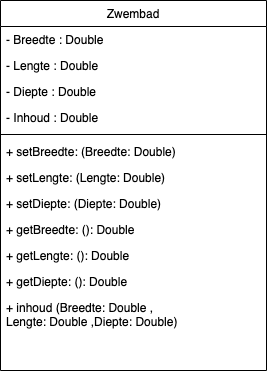 Zwembad
- Breedte : Double
- Lengte : Double
- Diepte : Double
- Inhoud : Double
+ setBreedte: (Breedte: Double)
+ setLengte: (Lengte: Double)
+ setDiepte: (Diepte: Double)
+ getBreedte: (): Double
+ getLengte: (): Double
+ getDiepte: (): Double
+ inhoud (Breedte: Double ,
Lengte: Double ,Diepte: Double)